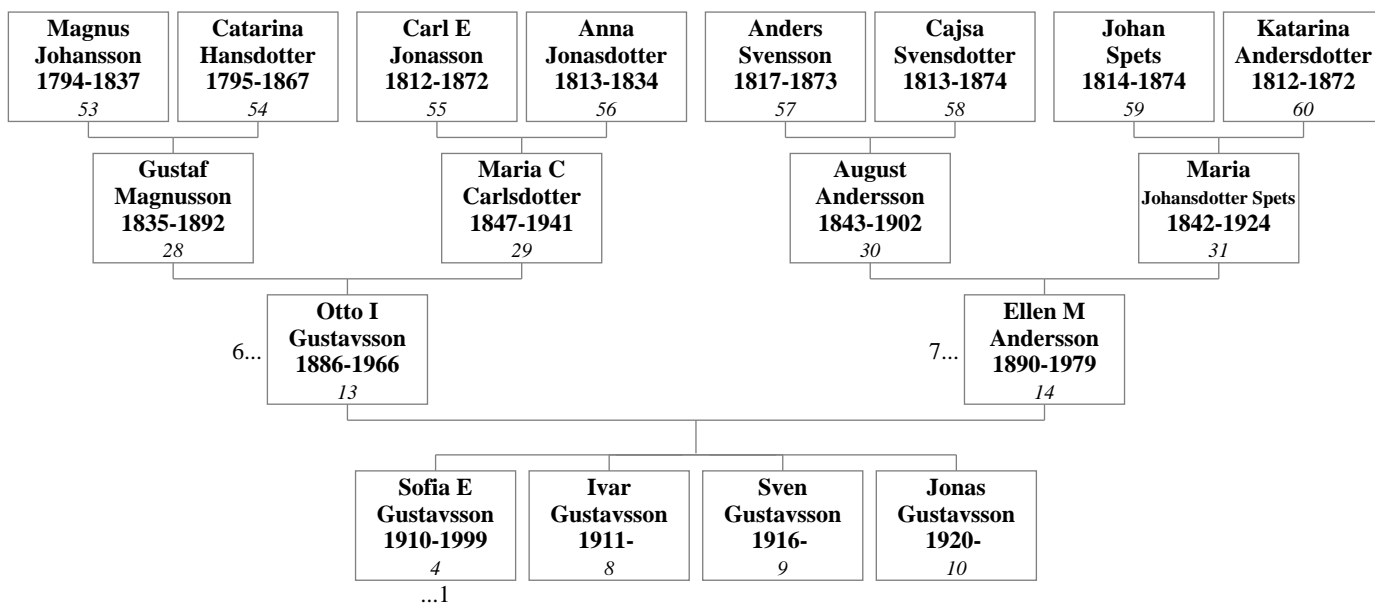 Magnus
Johansson
1794-1837
53
Catarina
Hansdotter
1795-1867
54
Carl E
Jonasson
1812-1872
55
Anna
Jonasdotter
1813-1834
56
Anders
Svensson
1817-1873
57
Cajsa
Svensdotter
1813-1874
58
Johan
Spets
1814-1874
59
Katarina
Andersdotter
1812-1872
60
Gustaf
Magnusson
1835-1892
28
Maria C
Carlsdotter
1847-1941
29
August
Andersson
1843-1902
30
Maria
Johansdotter Spets
1842-1924
31
6...
Otto I
Gustavsson
1886-1966
13
7...
Ellen M
Andersson
1890-1979
14
Sofia E
Gustavsson
1910-1999
4
...1
Ivar
Gustavsson
1911-
8
Sven
Gustavsson
1916-
9
Jonas
Gustavsson
1920-
10